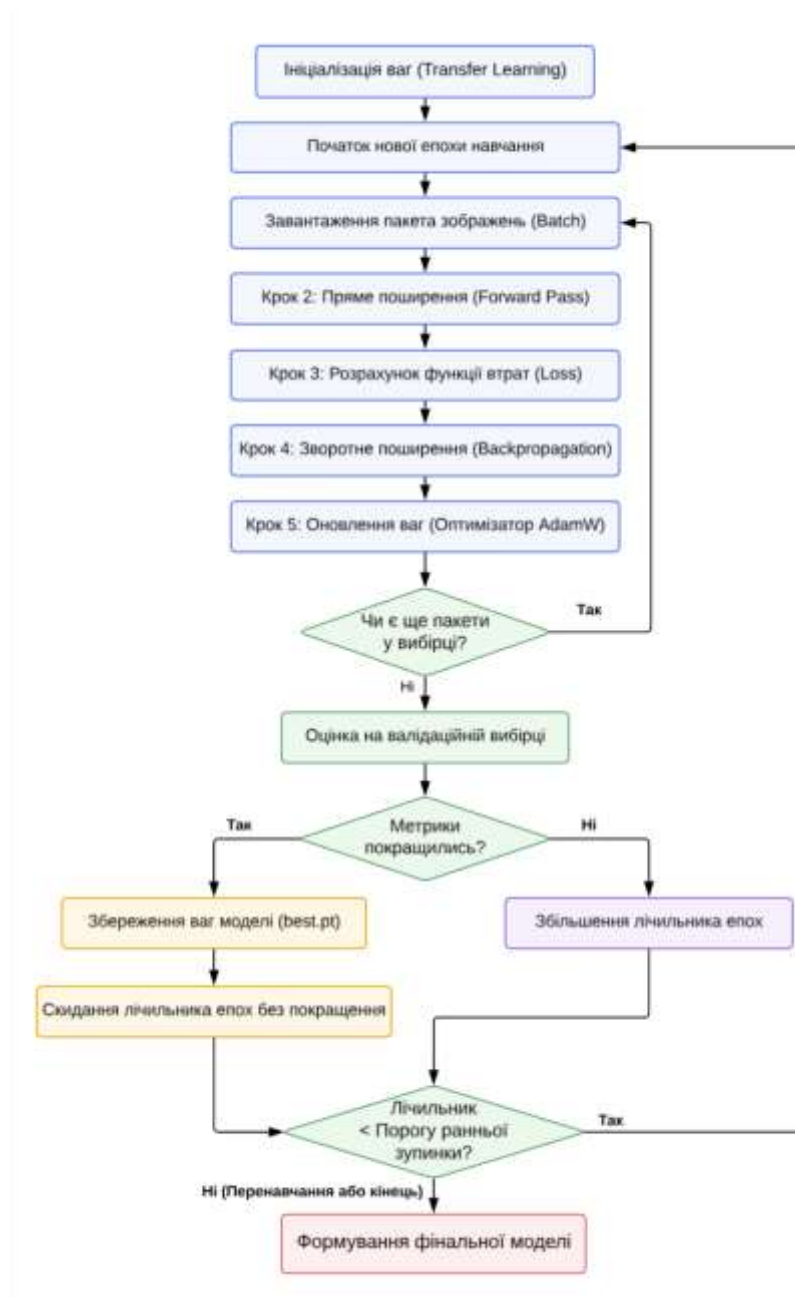 Ініціалізація ваг (Transfer Learning)
Початок нової епохи навчання
Завантаження пакета зображень (Batch)
Крок 2: Пряме поширення (Forward Pass)
Крок 3: Розрахунок функції втрат (Loss)
Крок 4: Зворотне поширення (Backpropagation)
Крок 5: Оновлення ваг (Оптимізатор AdamW)
Чи є ще пакети
у вибірці?
Так
Ні
Оцінка на валідаційній вибірці
Метрики
покращились?
Так
Ні
Збереження ваг моделі (best.pt)
Збільшення лічильника епох
Скидання лічильника епох без покращення
Лічильник
< Порогу ранньої
зупинки?
Так
Ні (Перенавчання або кінець)
Формування фінальної моделі